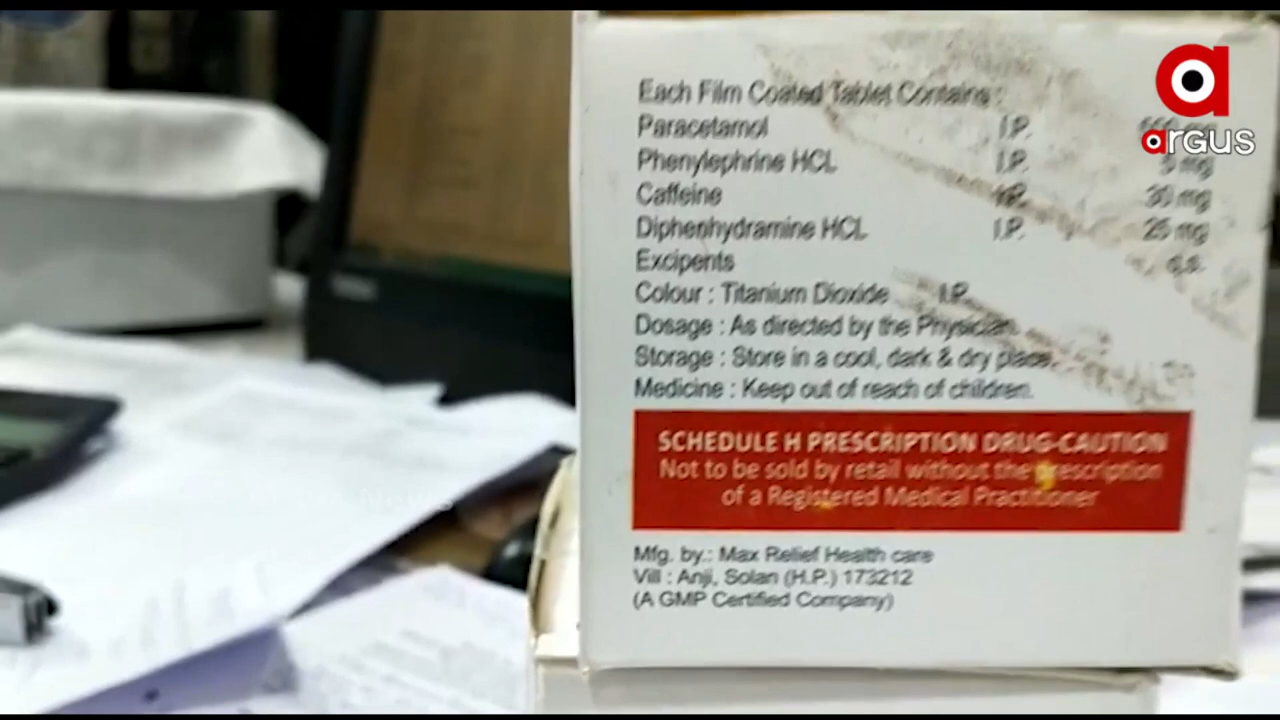 argus
Each Film Coated Tablet Contains :
Paracetamol I.P. mg
Phenylephrine HCL I.P. 5 mg
Caffeine I.P. 30 mg
Diphenhydramine HCL I.P. 25 mg
Excipents q.s.
Colour : Titanium Dioxide I.P.
Dosage : As directed by the Physician.
Storage : Store in a cool, dark & dry place.
Medicine : Keep out of reach of children.
SCHEDULE H PRESCRIPTION DRUG-CAUTION
Not to be sold by retail without the prescription
of a Registered Medical Practitioner
Mfg. by.: Max Relief Health care
Vill : Anji, Solan (H.P.) 173212
(A GMP Certified Company)